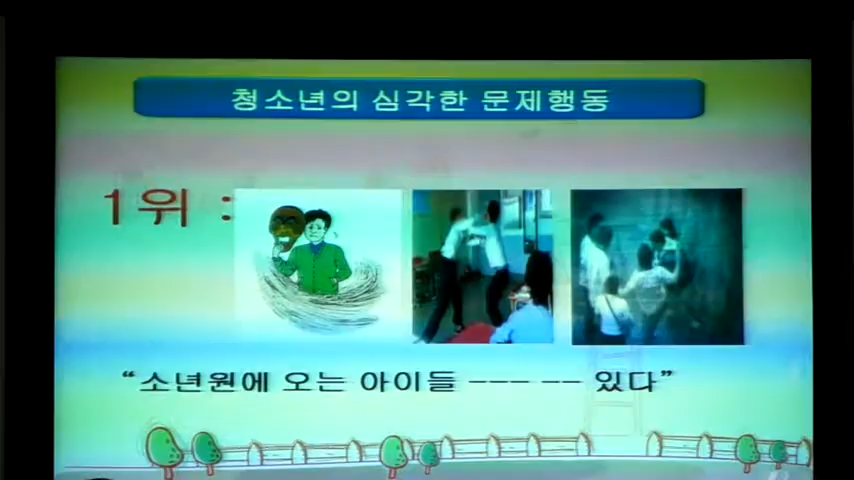 청소년의 심각한 문제행동
1위 :
“소년원에 오는 아이들 ––– –– 있다”